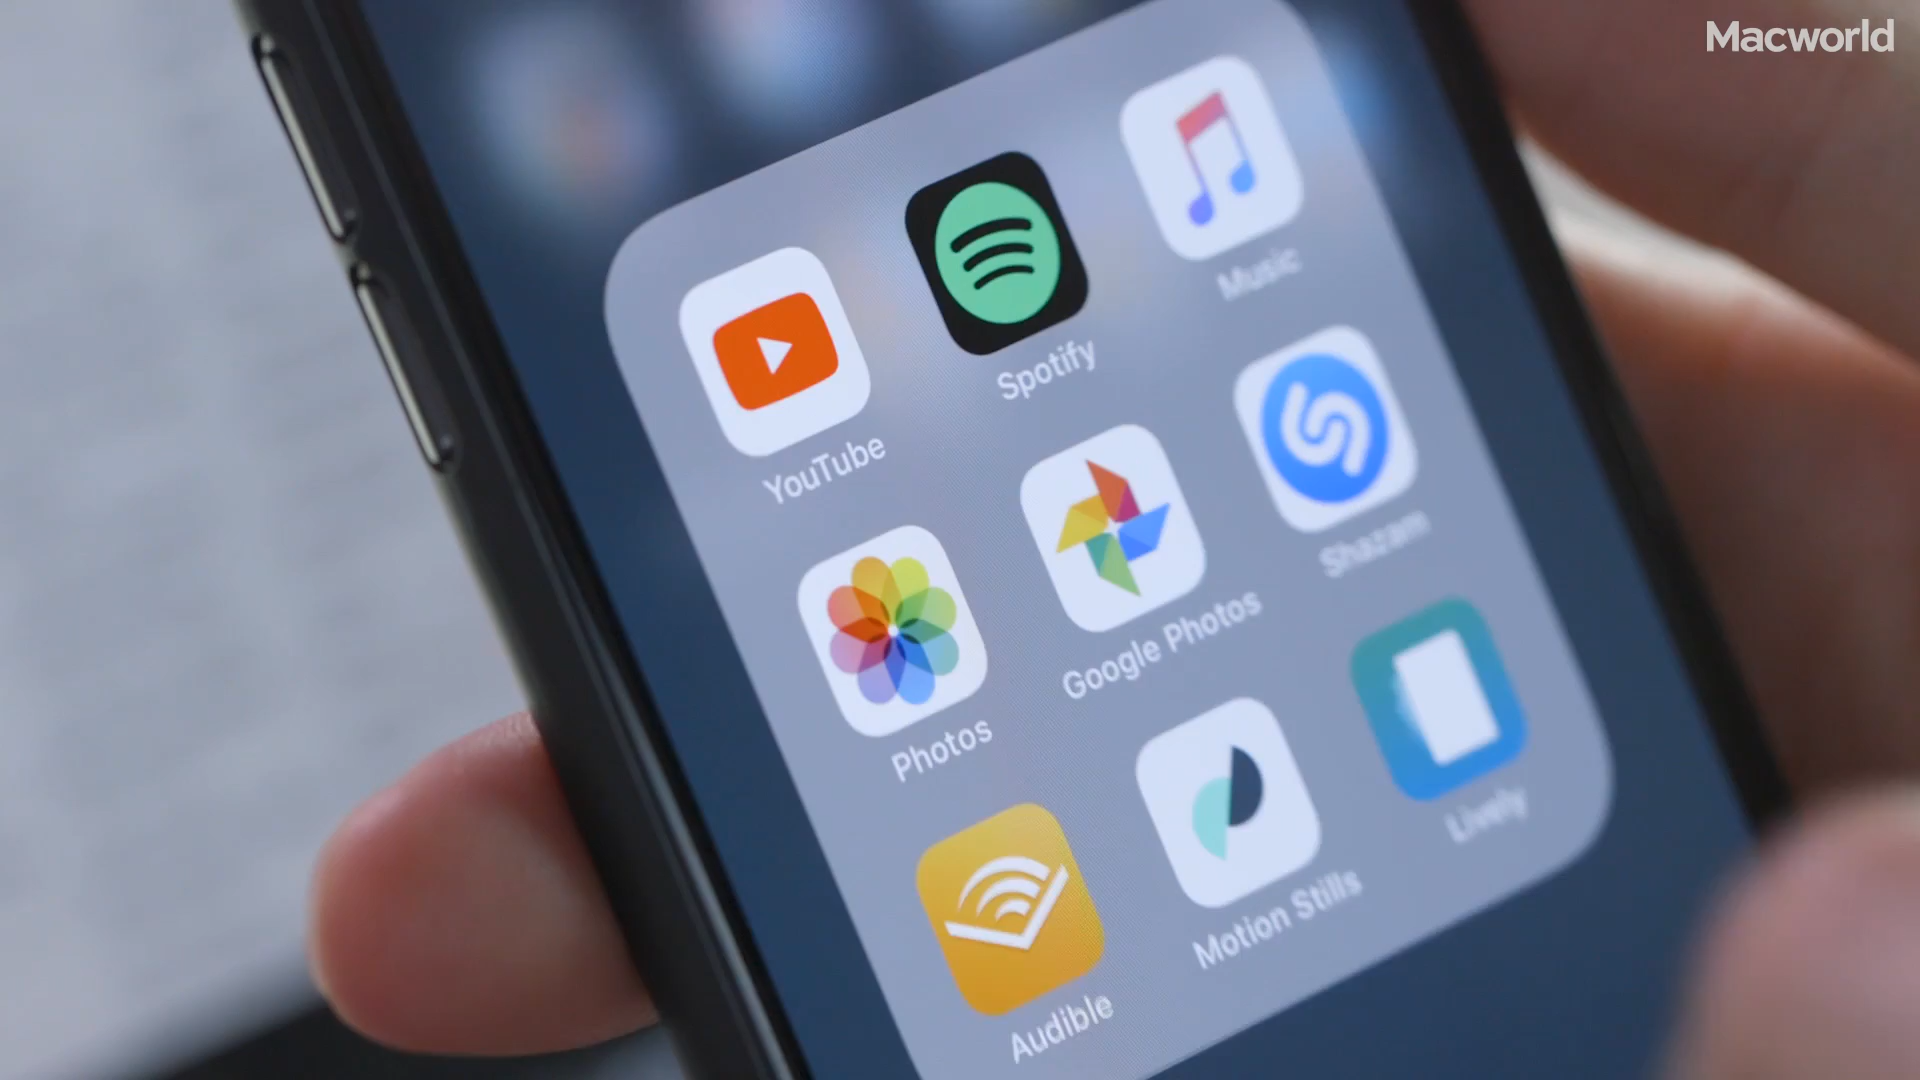 Macworld
YouTube
Spotify
Music
Photos
Google Photos
Shazam
Audible
Motion Stills
Lively